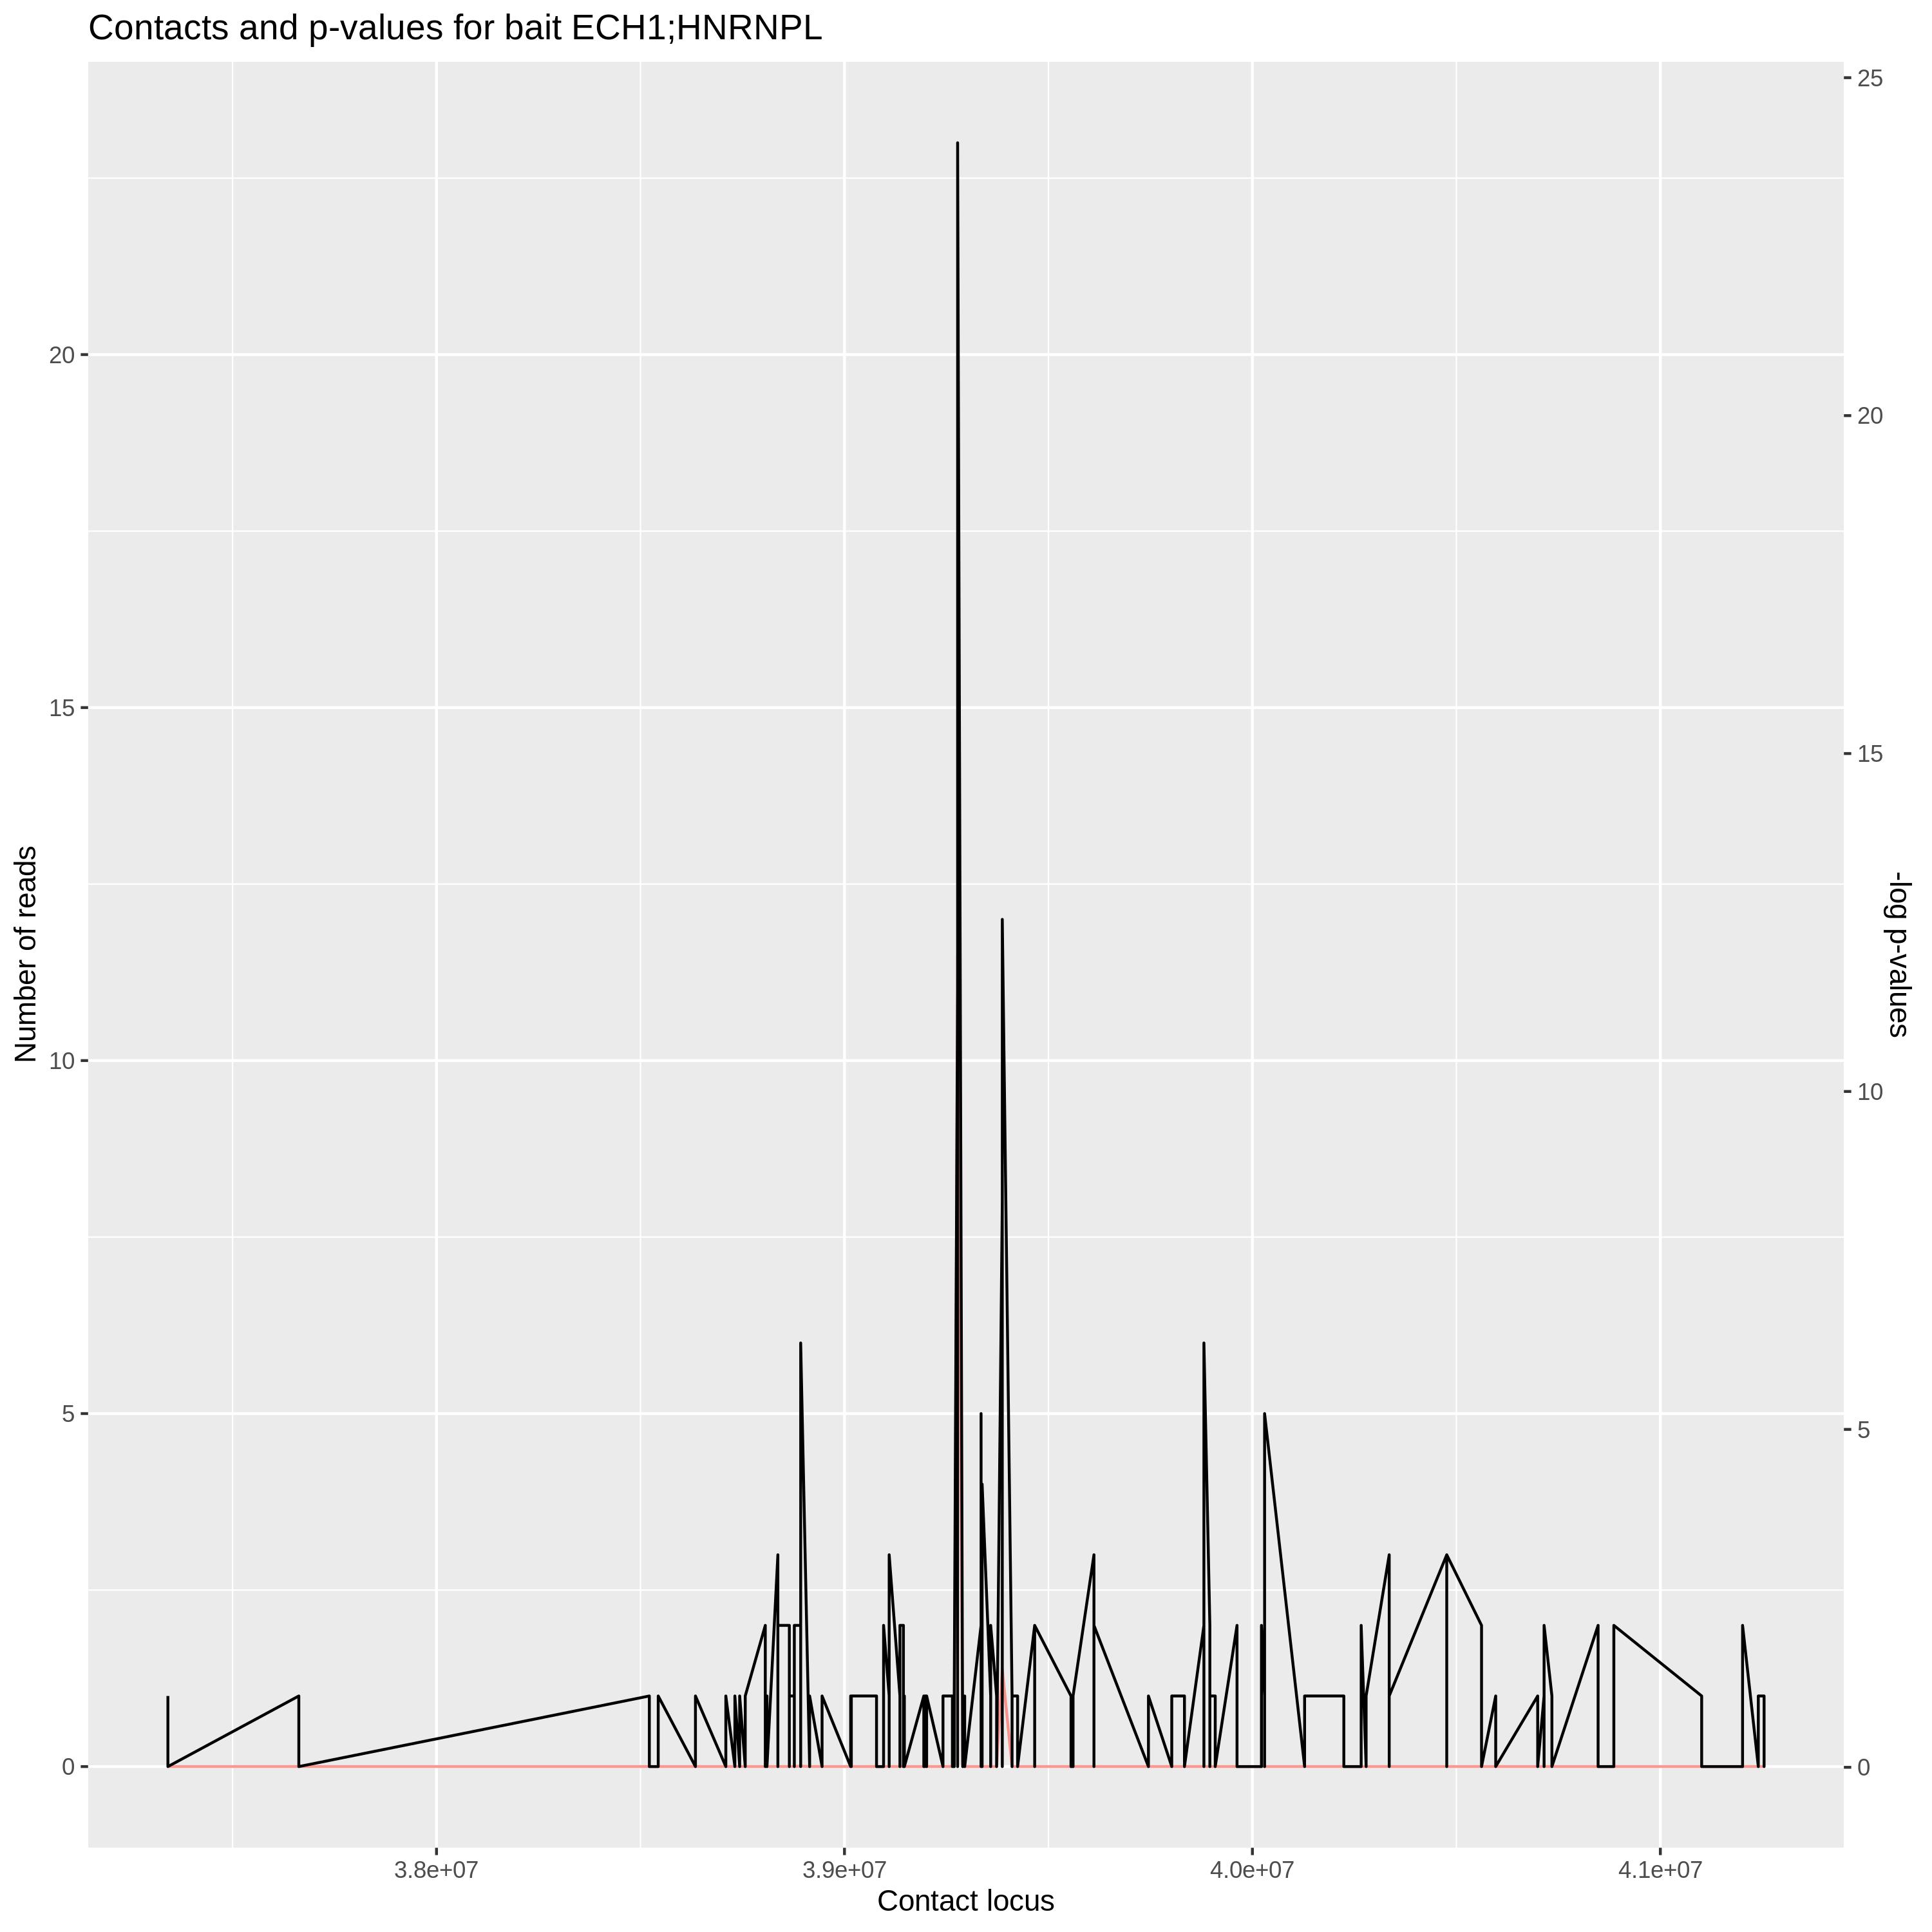 Contacts and p-values for bait ECH1;HNRNPL
Number of reads
20
15
10
5
0
25
20
15
10
5
0
-log p-values
3.8e+07 3.9e+07 4.0e+07 4.1e+07
Contact locus